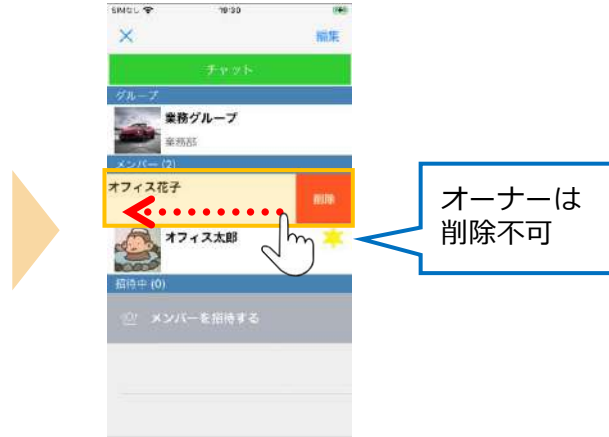 SIMなし 19:39
編集
チャット
グループ
業務グループ
業務部
メンバー (2)
オフィス花子
削除
オフィス太郎
招待中 (0)
メンバーを招待する
オーナーは
削除不可